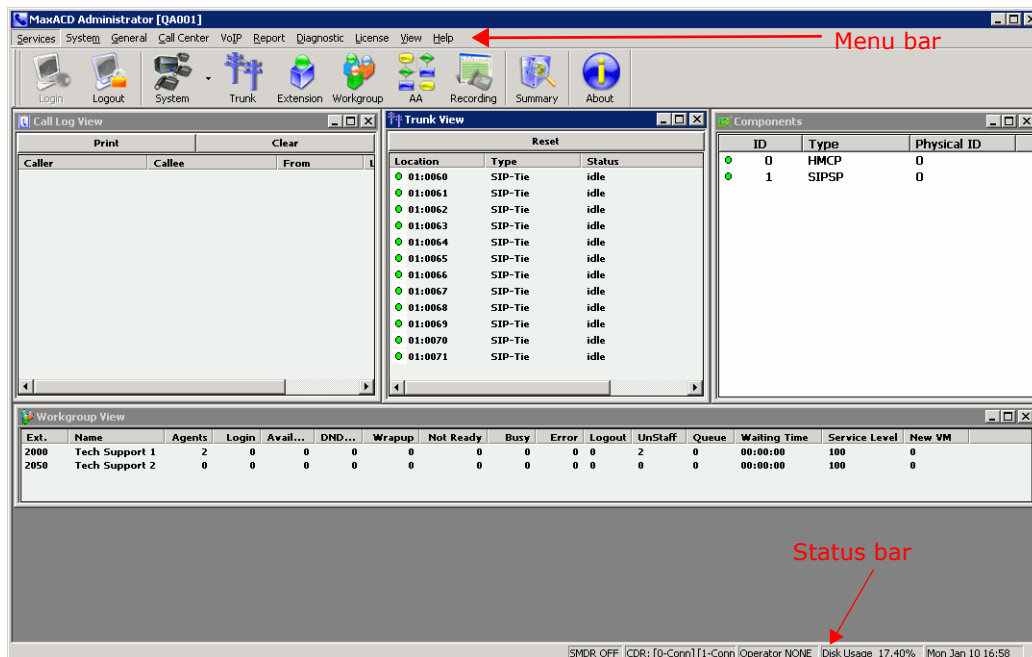 MaxACD Administrator [QA001]
Services System General Call Center VoIP Report Diagnostic License View Help
Menu bar
Login Logout System Trunk Extension Workgroup AA Recording Summary About
Call Log View
Print Clear
Caller Callee From L
Trunk View
Reset
Location Type Status
01:0060 SIP-Tie idle
01:0061 SIP-Tie idle
01:0062 SIP-Tie idle
01:0063 SIP-Tie idle
01:0064 SIP-Tie idle
01:0065 SIP-Tie idle
01:0066 SIP-Tie idle
01:0067 SIP-Tie idle
01:0068 SIP-Tie idle
01:0069 SIP-Tie idle
01:0070 SIP-Tie idle
01:0071 SIP-Tie idle
Components
ID Type Physical ID
0 HMCP 0
1 SIPSP 0
Workgroup View
Ext. Name Agents Login Avail... DND... Wrapup Not Ready Busy Error Logout UnStaff Queue Waiting Time Service Level New VM
2000 Tech Support 1 2 0 0 0 0 0 0 0 0 2 0 00:00:00 100 0
2050 Tech Support 2 0 0 0 0 0 0 0 0 0 0 0 00:00:00 100 0
Status bar
SMDR OFF CDR: [0-Conn] [1-Conn Operator NONE Disk Usage 17.40% Mon Jan 10 16:58